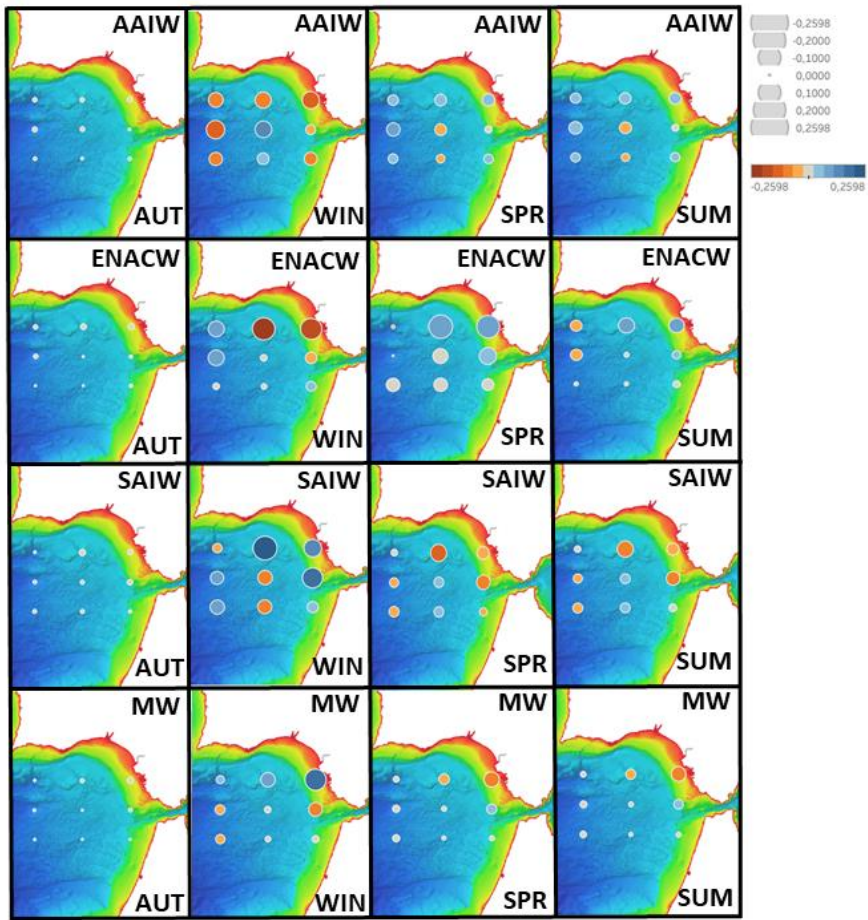 AAIW AAIW AAIW AAIW
AUT WIN SPR SUM
ENACW ENACW ENACW ENACW
AUT WIN SPR SUM
SAIW SAIW SAIW SAIW
AUT WIN SPR SUM
MW MW MW MW
AUT WIN SPR SUM
-0,2598
-0,2000
-0,1000
0,0000
0,1000
0,2000
0,2598
-0,2598 0,2598